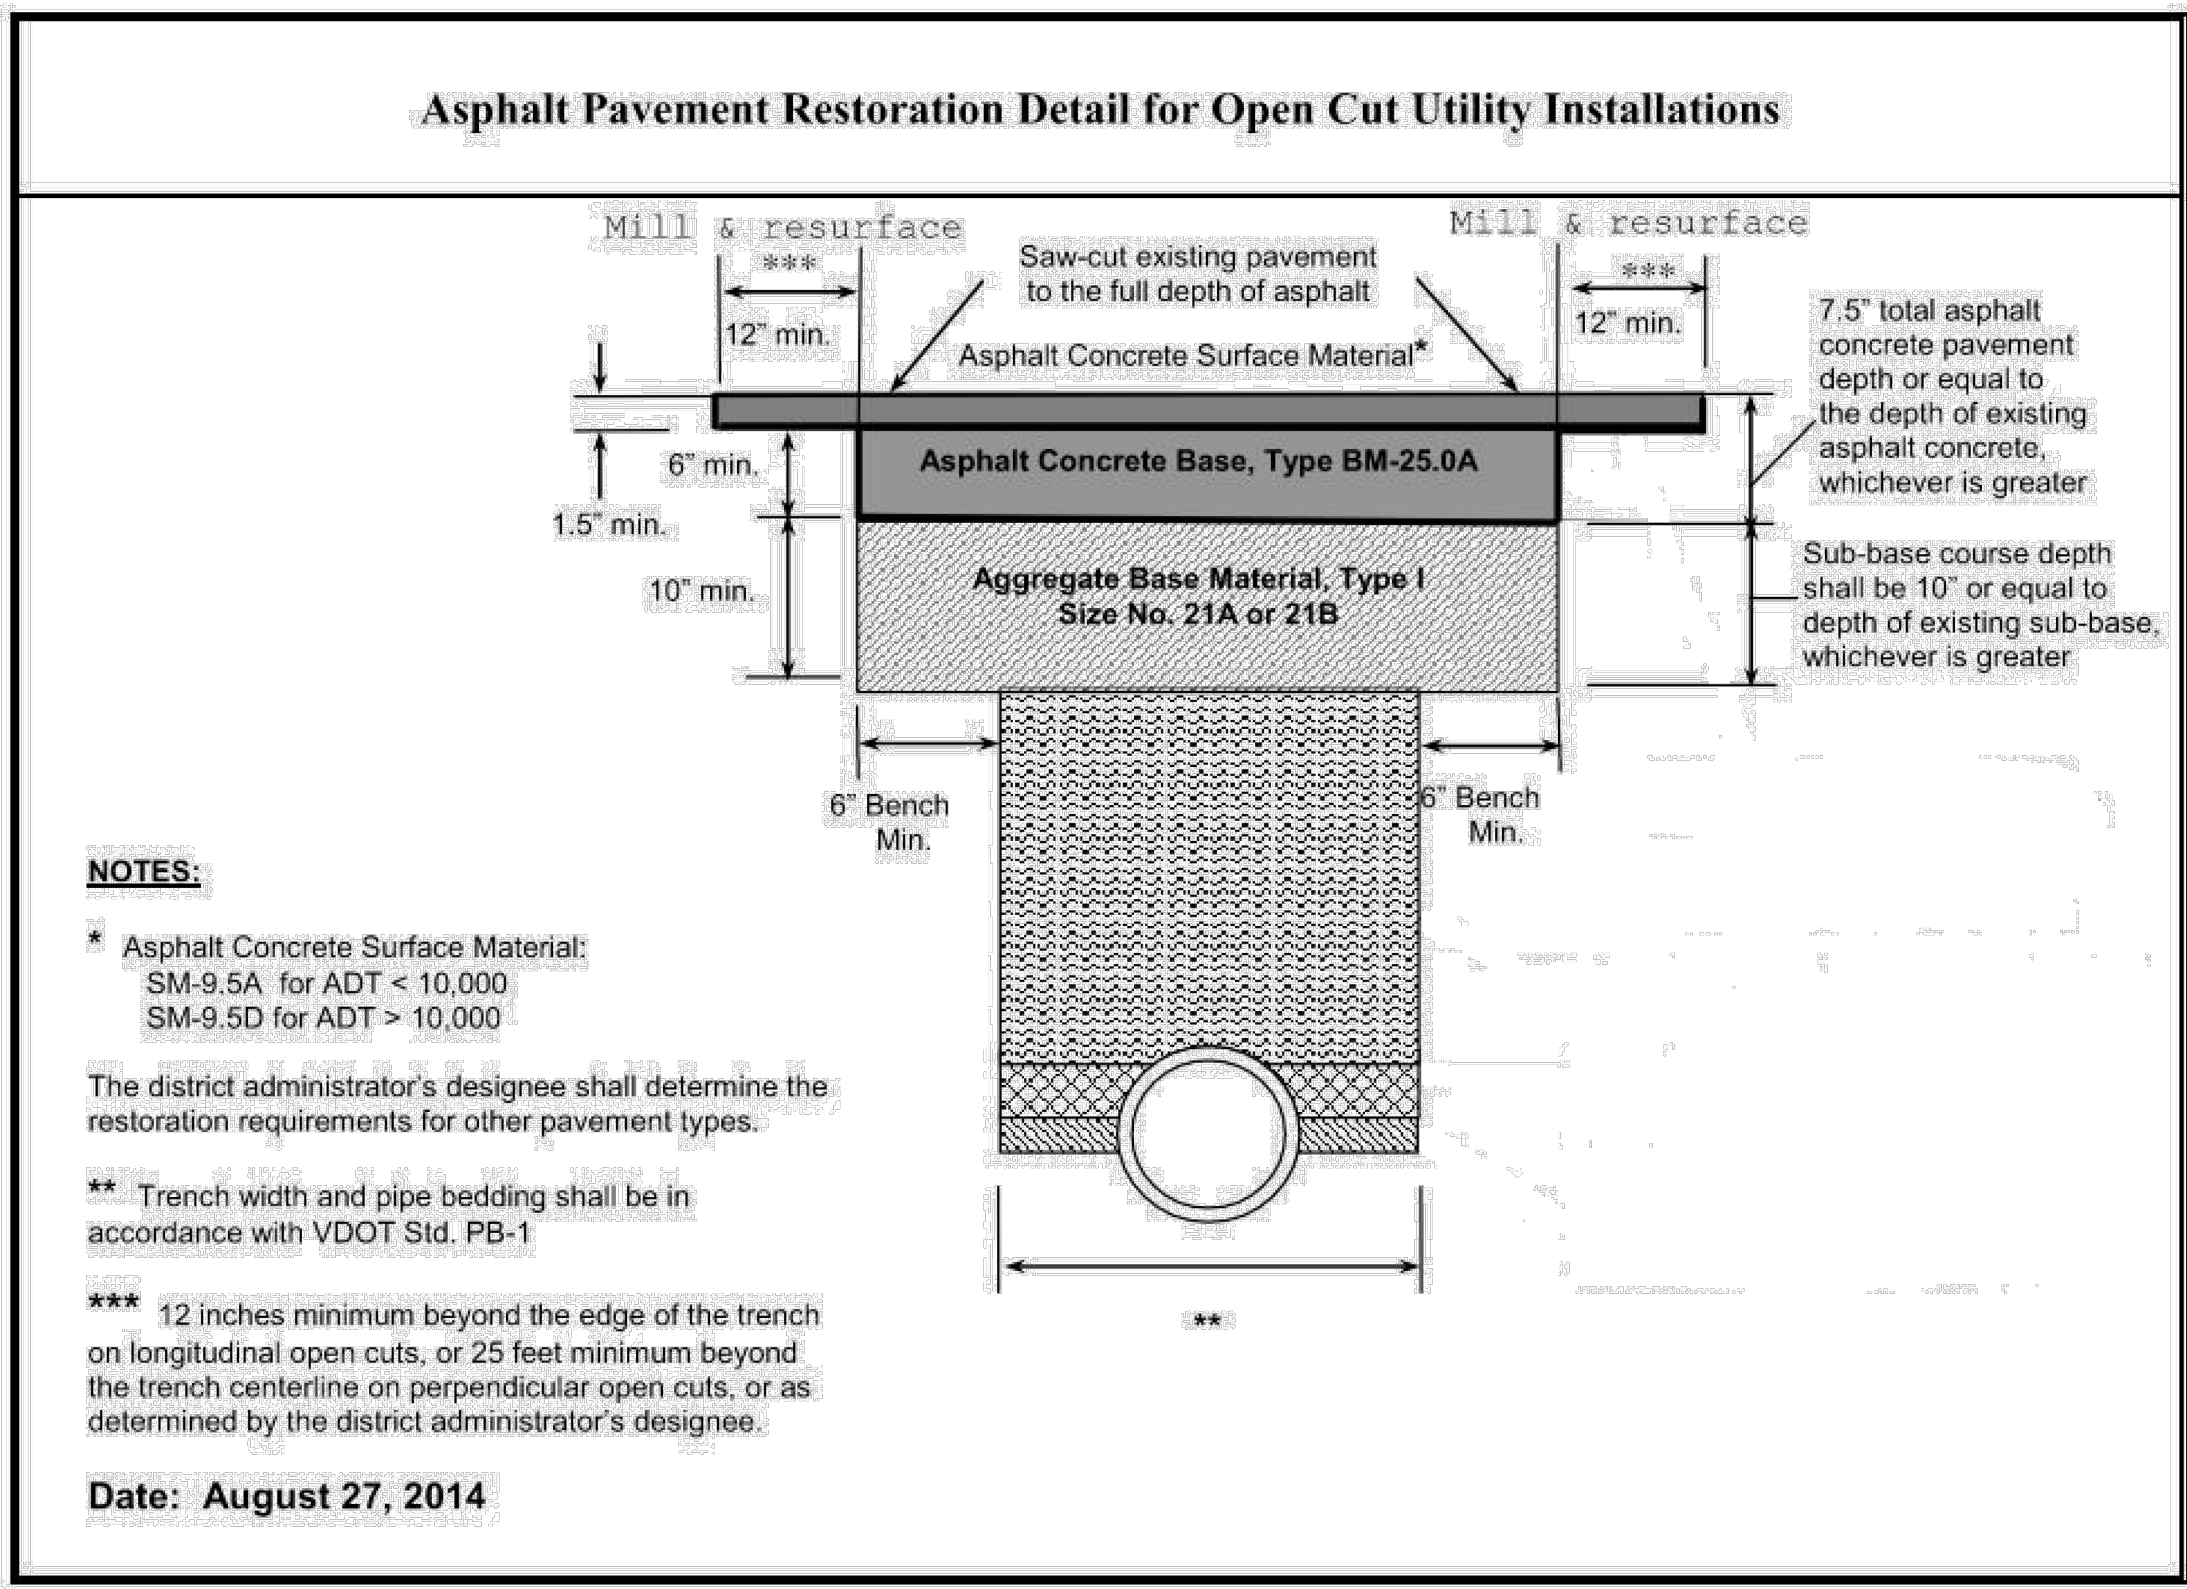 Asphalt Pavement Restoration Detail for Open Cut Utility Installations
Mill & resurface
Mill & resurface
***
***
Saw-cut existing pavement
to the full depth of asphalt
12” min.
12” min.
Asphalt Concrete Surface Material*
7.5” total asphalt
concrete pavement
depth or equal to
the depth of existing
asphalt concrete,
whichever is greater
6” min.
Asphalt Concrete Base, Type BM-25.0A
1.5” min.
10” min.
Aggregate Base Material, Type I
Size No. 21A or 21B
Sub-base course depth
shall be 10” or equal to
depth of existing sub-base,
whichever is greater
6” Bench
Min.
6” Bench
Min.
NOTES:
* Asphalt Concrete Surface Material:
SM-9.5A for ADT < 10,000
SM-9.5D for ADT > 10,000
The district administrator’s designee shall determine the
restoration requirements for other pavement types.
** Trench width and pipe bedding shall be in
accordance with VDOT Std. PB-1
*** 12 inches minimum beyond the edge of the trench
on longitudinal open cuts, or 25 feet minimum beyond
the trench centerline on perpendicular open cuts, or as
determined by the district administrator’s designee.
**
Date: August 27, 2014